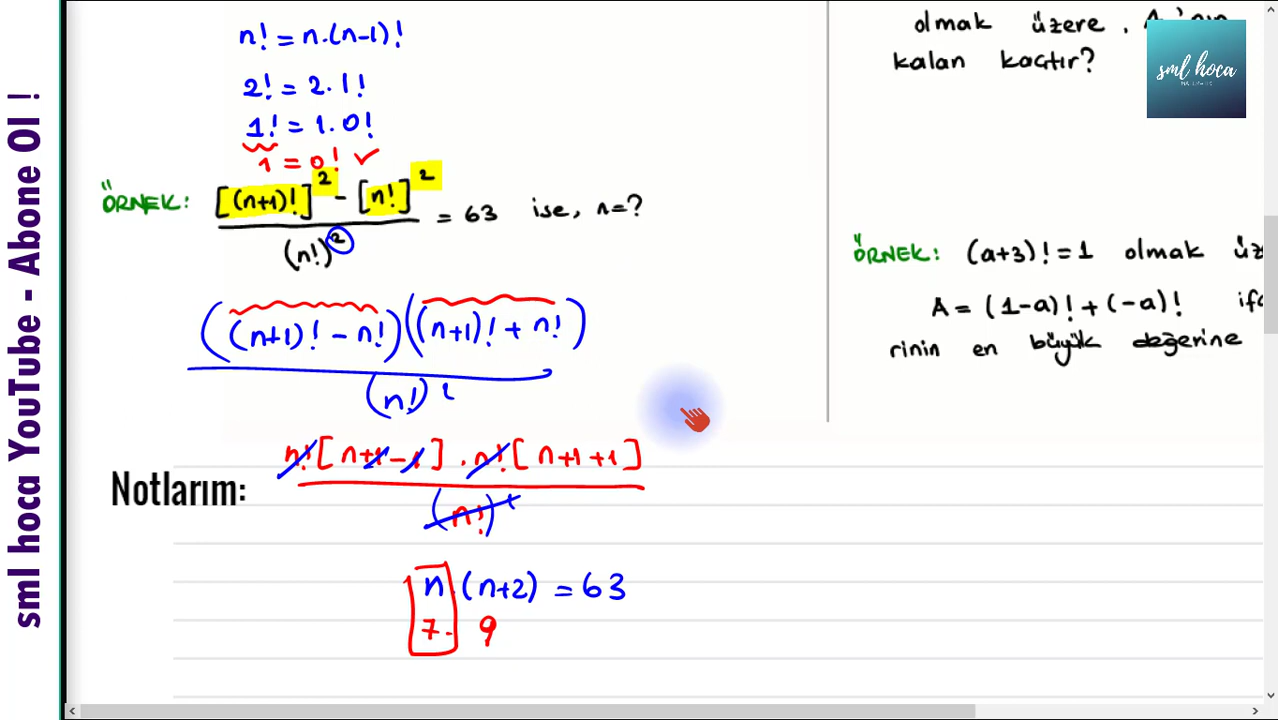 sml hoca YouTube - Abone Ol !
n! = n.(n-1)!
2! = 2.1!
1! = 1.0!
1 = 0! ✓
ÖRNEK: [(n+1)!]² - [n!]² / (n!)² = 63 ise, n=?
((n+1)! - n!)((n+1)! + n!)
(n!)²
n![n+1-1] . n![n+1+1]
(n!)²
Notlarım:
n.(n+2) = 63
7. 9
olmak üzere,
kalan kaçtır?
sml hoca
ÖRNEK: (a+3)! = 1 olmak
A = (1-a)! + (-a)!
rinin en büyük değerine